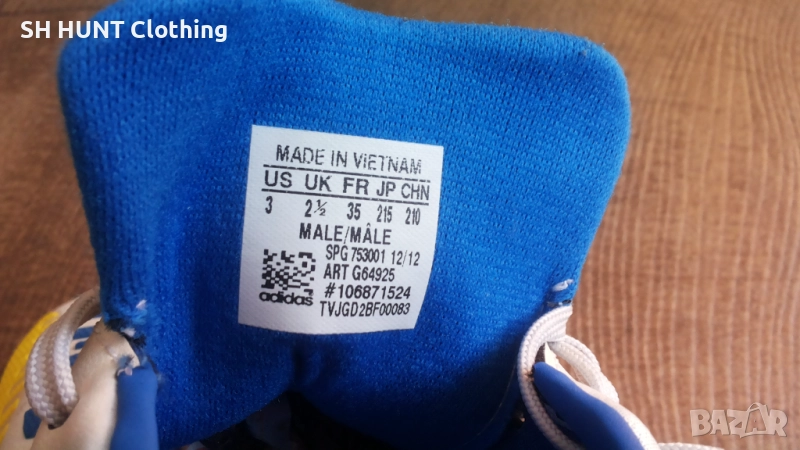 SH HUNT Clothing
MADE IN VIETNAM
US UK FR JP CHN
3 2½ 35 215 210
MALE/MÂLE
SPG 753001 12/12
ART G64925
#106871524
adidas TVJGD2BF00083
BAZAR